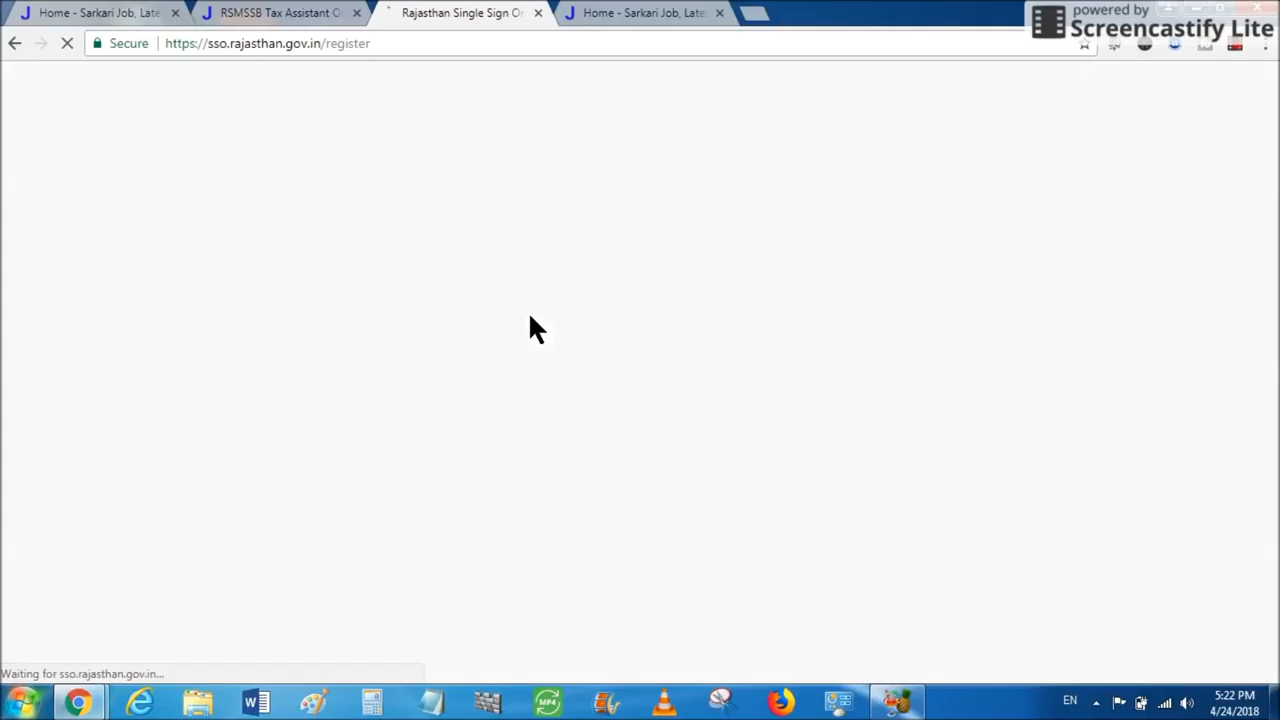 Home - Sarkari Job, Late
RSMSSB Tax Assistant O
Rajasthan Single Sign On
Home - Sarkari Job, Late
powered by
Screencastify Lite
Secure
https://sso.rajasthan.gov.in/register
Waiting for sso.rajasthan.gov.in...
MP4
EN
5:22 PM
4/24/2018